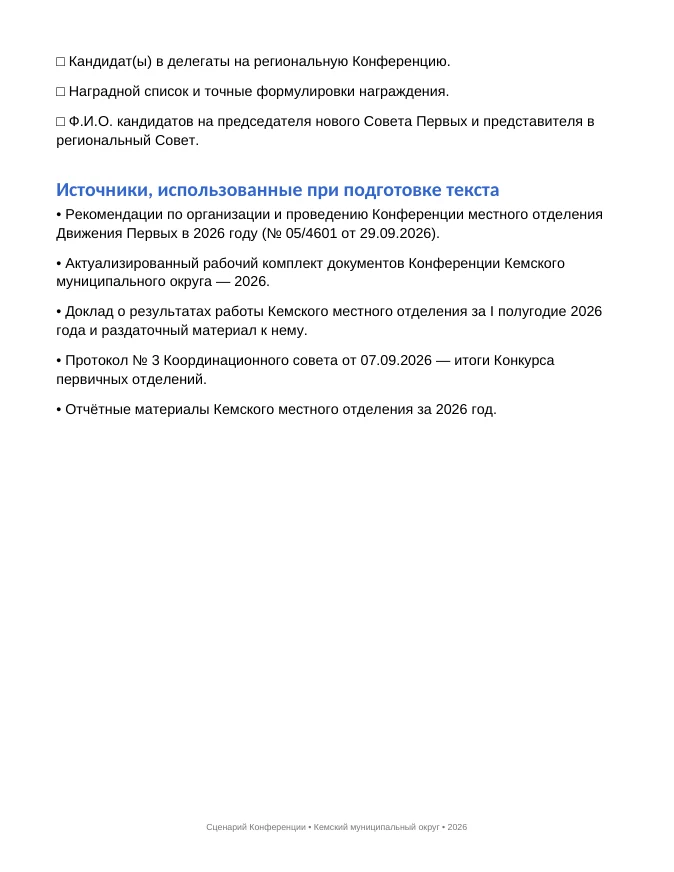 □ Кандидат(ы) в делегаты на региональную Конференцию.
□ Наградной список и точные формулировки награждения.
□ Ф.И.О. кандидатов на председателя нового Совета Первых и представителя в
региональный Совет.
Источники, использованные при подготовке текста
• Рекомендации по организации и проведению Конференции местного отделения
Движения Первых в 2026 году (№ 05/4601 от 29.09.2026).
• Актуализированный рабочий комплект документов Конференции Кемского
муниципального округа — 2026.
• Доклад о результатах работы Кемского местного отделения за I полугодие 2026
года и раздаточный материал к нему.
• Протокол № 3 Координационного совета от 07.09.2026 — итоги Конкурса
первичных отделений.
• Отчётные материалы Кемского местного отделения за 2026 год.
Сценарий Конференции • Кемский муниципальный округ • 2026